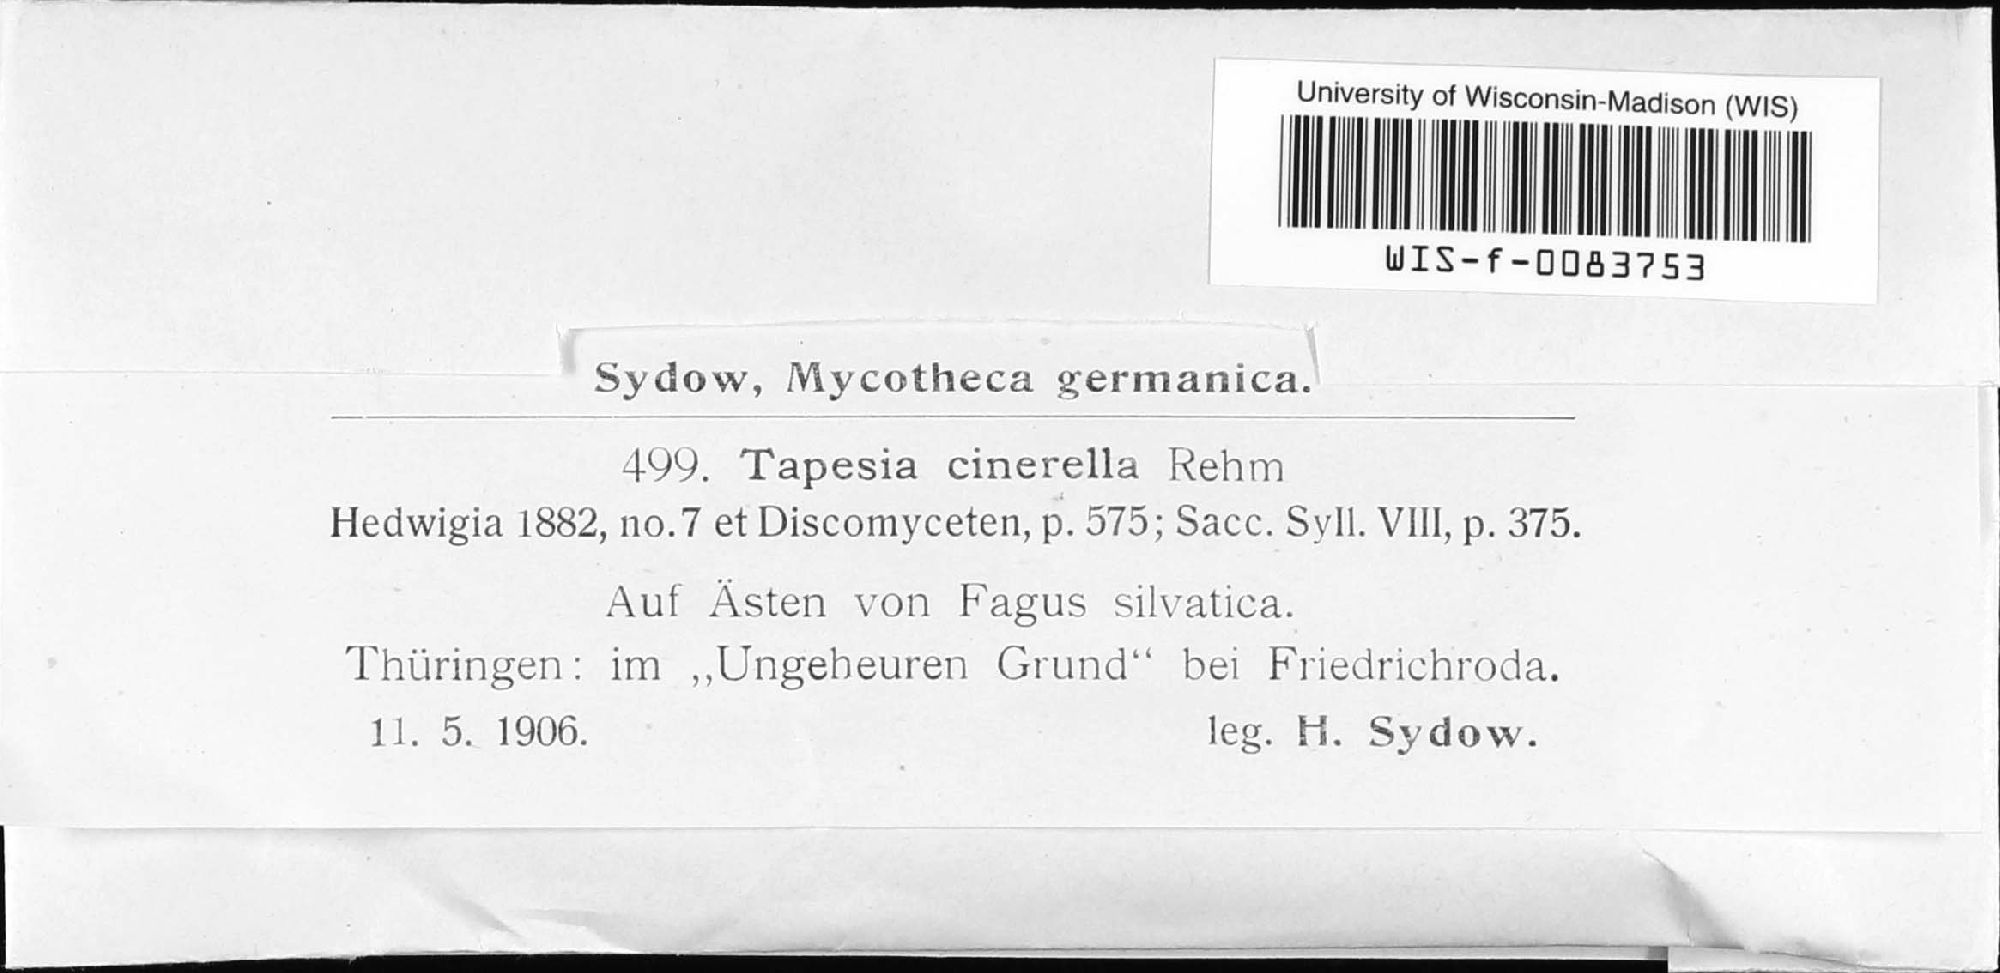 University of Wisconsin-Madison (WIS)
WIS-f-0083753
Sydow, Mycotheca germanica.
499. Tapesia cinerella Rehm
Hedwigia 1882, no. 7 et Discomyceten, p. 575; Sacc. Syll. VIII, p. 375.
Auf Ästen von Fagus silvatica.
Thüringen: im „Ungeheuren Grund“ bei Friedrichroda.
11. 5. 1906. leg. H. Sydow.